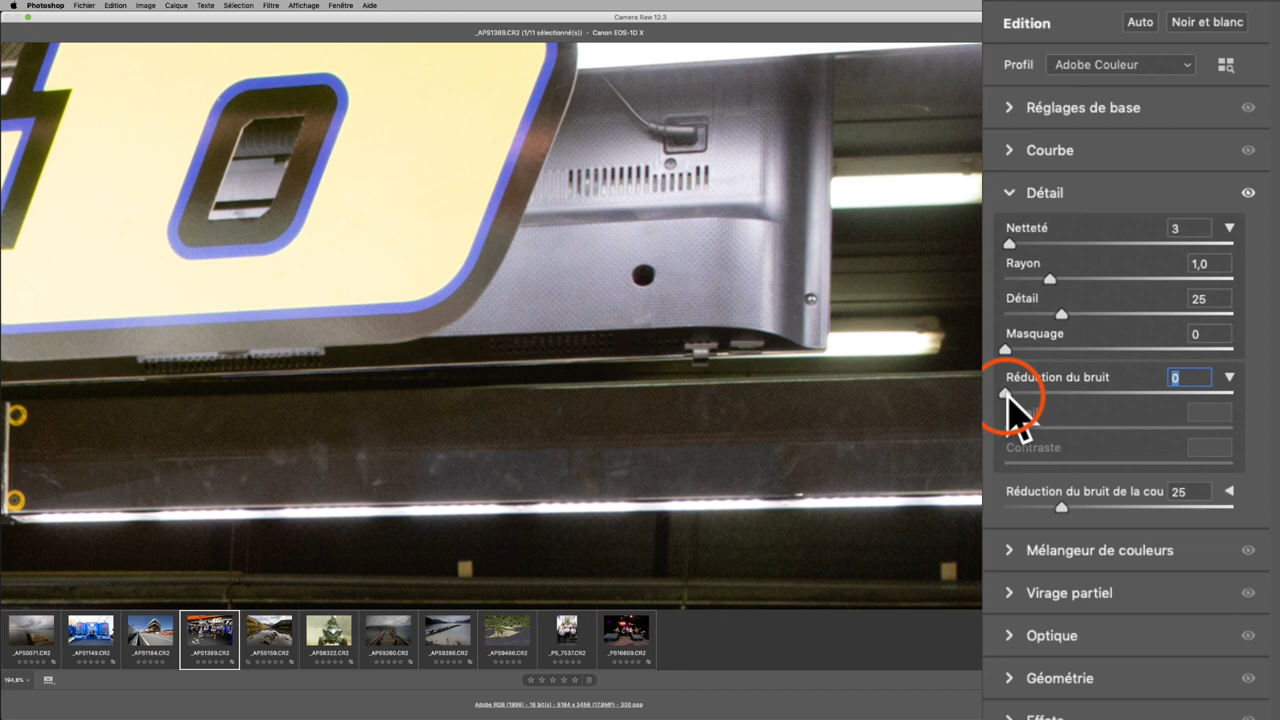 Photoshop Fichier Edition Image Calque Texte Sélection Filtre Affichage Fenêtre Aide
Camera Raw 12.3
_APS1389.CR2 (1/11 sélectionné(s)) - Canon EOS-1D X
Edition Auto Noir et blanc
Profil Adobe Couleur
Réglages de base
Courbe
Détail
Netteté 3
Rayon 1,0
Détail 25
Masquage 0
Réduction du bruit 0
Contraste
Réduction du bruit de la cou 25
Mélangeur de couleurs
Virage partiel
Optique
Géométrie
Effets
_APS0071.CR2 _APS1149.CR2 _APS1184.CR2 _APS1389.CR2 _APS5159.CR2 _APS8322.CR2 _APS9260.CR2 _APS9286.CR2 _APS9496.CR2 _PS_7537.CR2 _PS16609.CR2
194,8%
Adobe RGB (1998) - 16 bit(s) - 5184 x 3456 (17.9MP) - 300 ppp